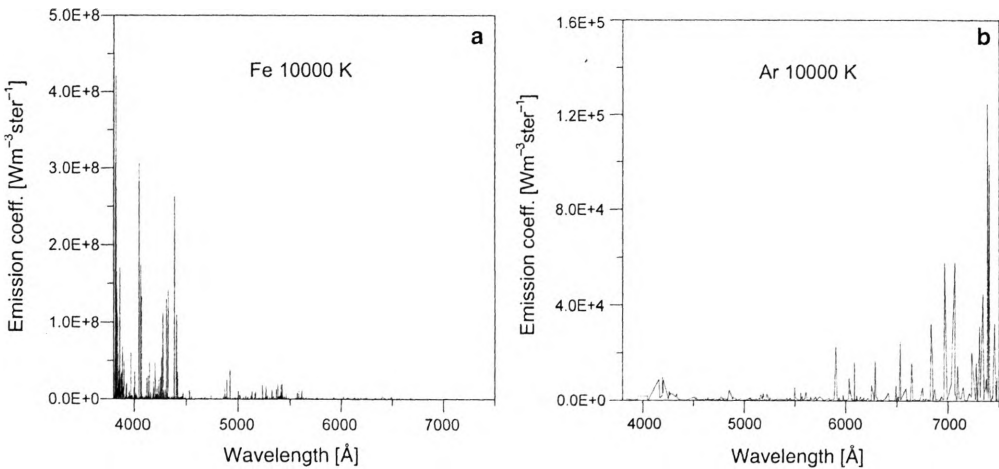 a
Fe 10000 K
Emission coeff. [Wm⁻³ster⁻¹]
5.0E+8
4.0E+8
3.0E+8
2.0E+8
1.0E+8
0.0E+0
4000 5000 6000 7000
Wavelength [Å]
b
Ar 10000 K
Emission coeff. [Wm⁻³ster⁻¹]
1.6E+5
1.2E+5
8.0E+4
4.0E+4
0.0E+0
4000 5000 6000 7000
Wavelength [Å]